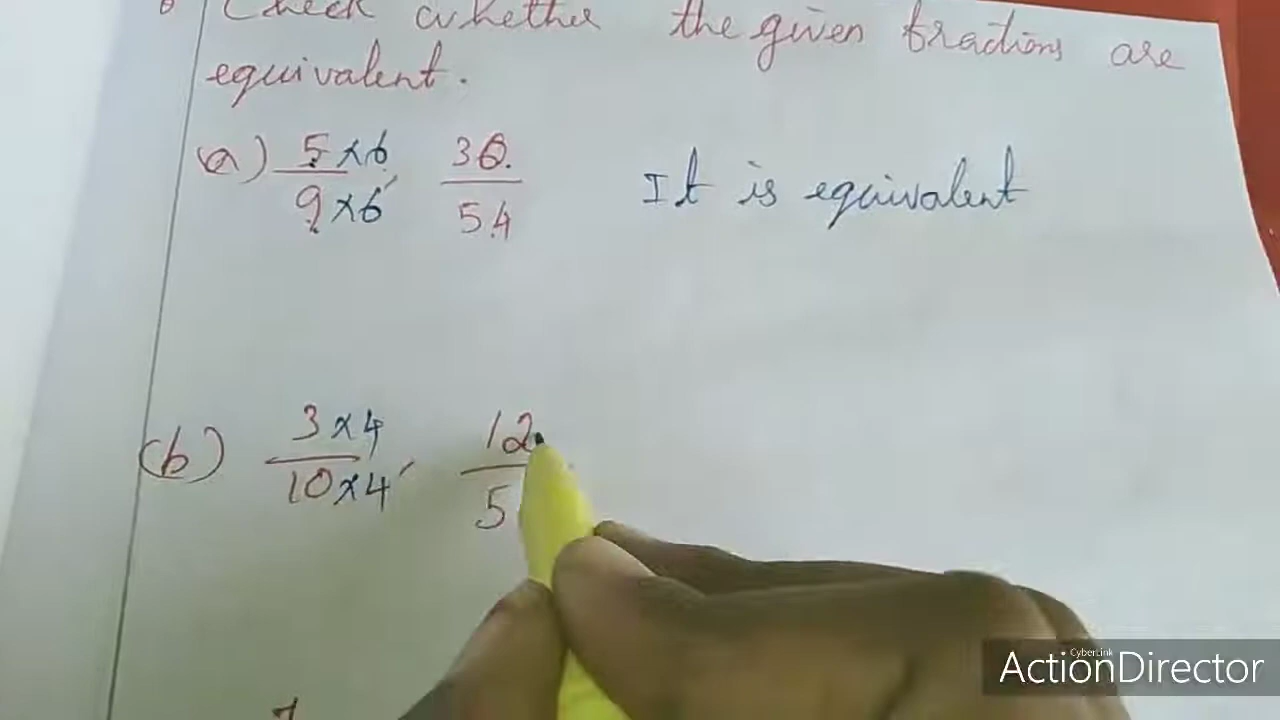 Check whether the given fractions are
equivalent.
(a) 5 × 6 / 9 × 6, 30 / 54 It is equivalent
(b) 3 × 4 / 10 × 4, 12 / 5
CyberLink
ActionDirector